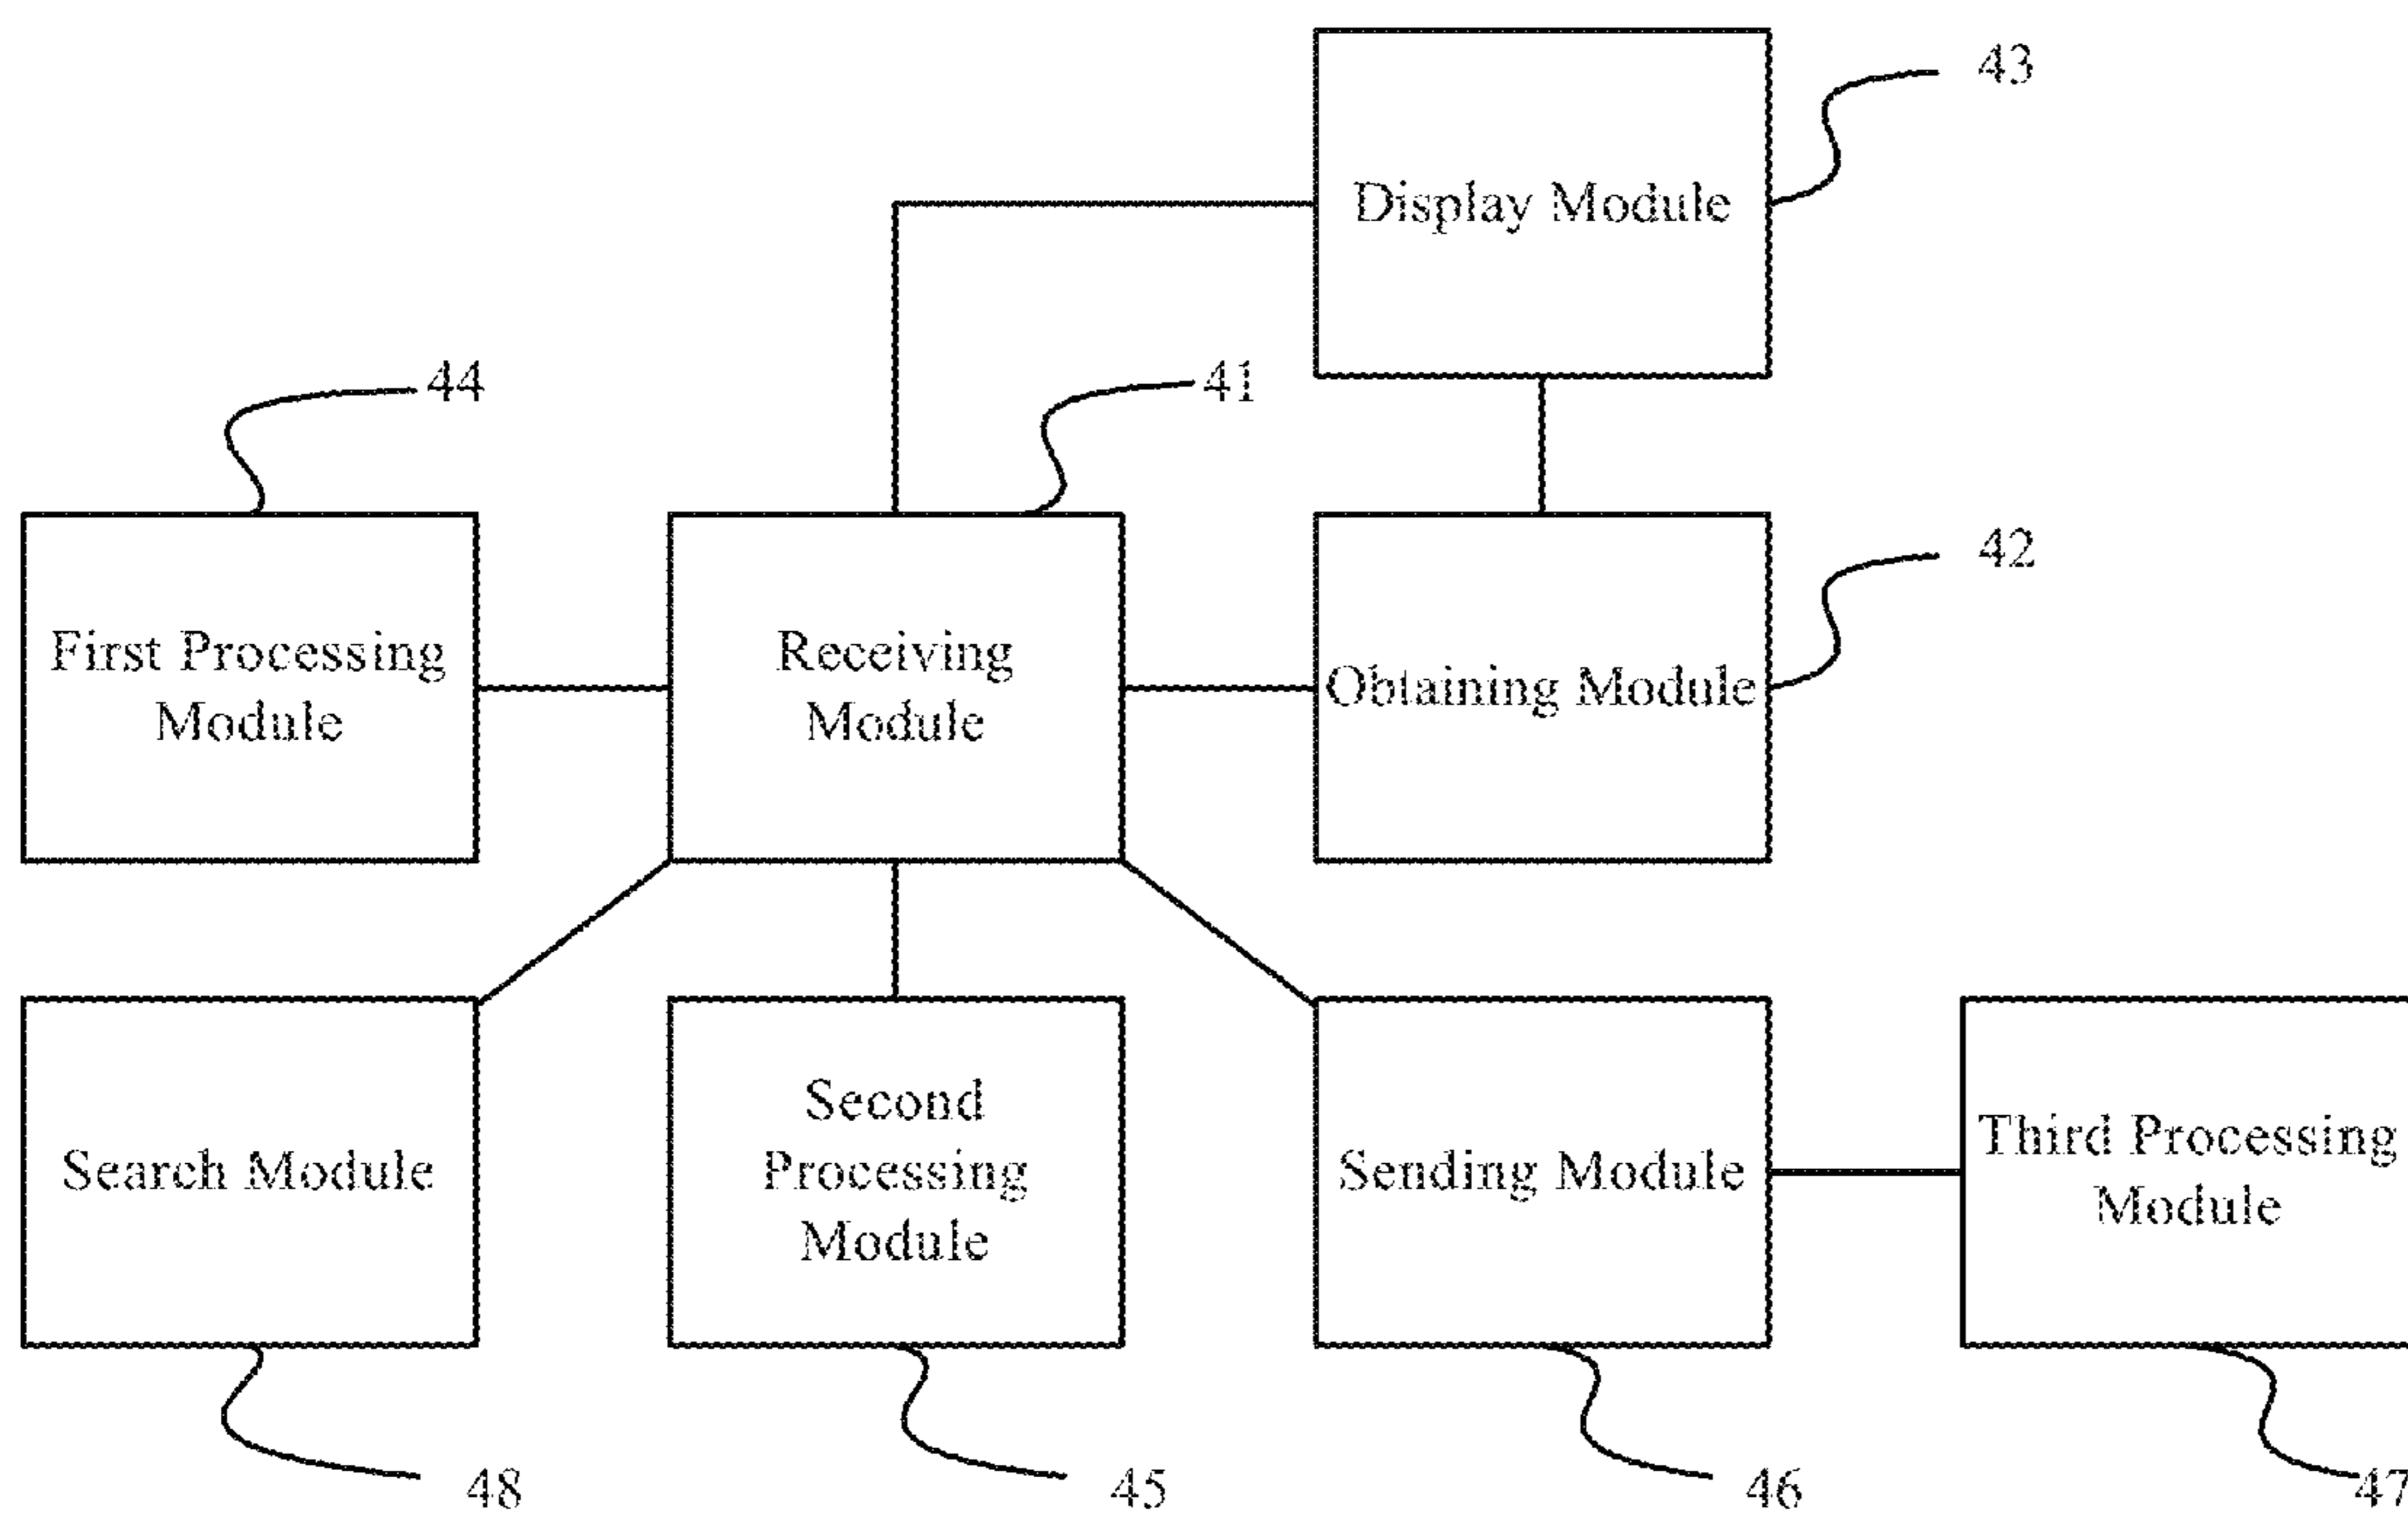 43
Display Module
44
41
First Processing
Module
Receiving
Module
Obtaining Module
42
Search Module
Second
Processing
Module
Sending Module
Third Processing
Module
48
45
46
47